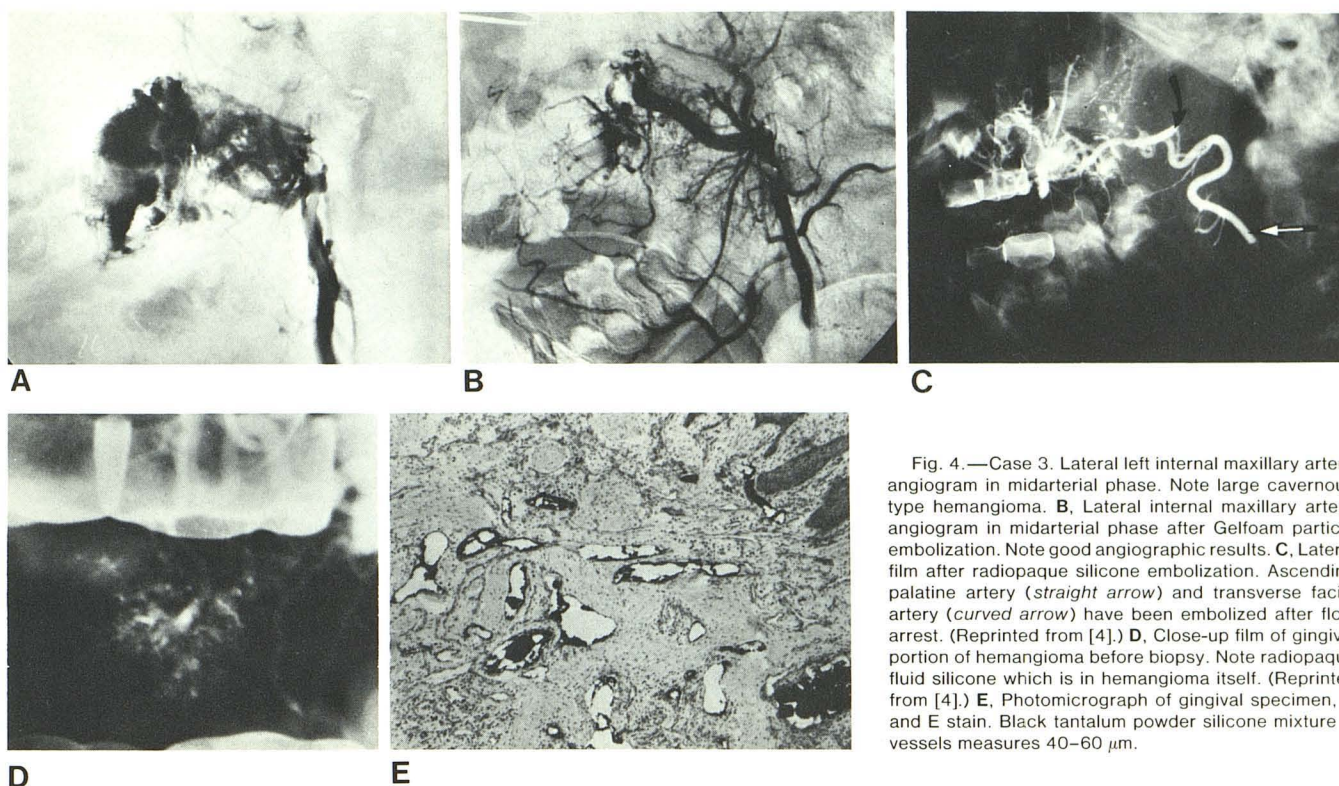 A
B
C
D
E
Fig. 4.—Case 3. Lateral left internal maxillary arte
angiogram in midarterial phase. Note large cavernou
type hemangioma. B, Lateral internal maxillary arte
angiogram in midarterial phase after Gelfoam partic
embolization. Note good angiographic results. C, Later
film after radiopaque silicone embolization. Ascendin
palatine artery (straight arrow) and transverse faci
artery (curved arrow) have been embolized after flo
arrest. (Reprinted from [4].) D, Close-up film of gingiv
portion of hemangioma before biopsy. Note radiopaqu
fluid silicone which is in hemangioma itself. (Reprinte
from [4].) E, Photomicrograph of gingival specimen,
and E stain. Black tantalum powder silicone mixture
vessels measures 40–60 μm.